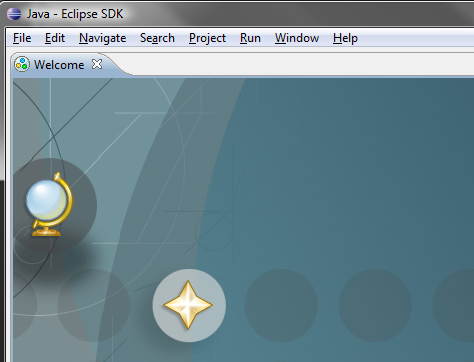 Java - Eclipse SDK
File Edit Navigate Search Project Run Window Help
Welcome